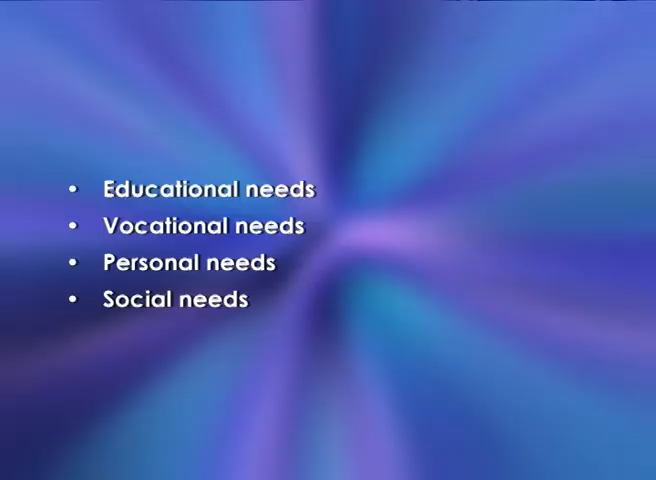 • Educational needs
• Vocational needs
• Personal needs
• Social needs